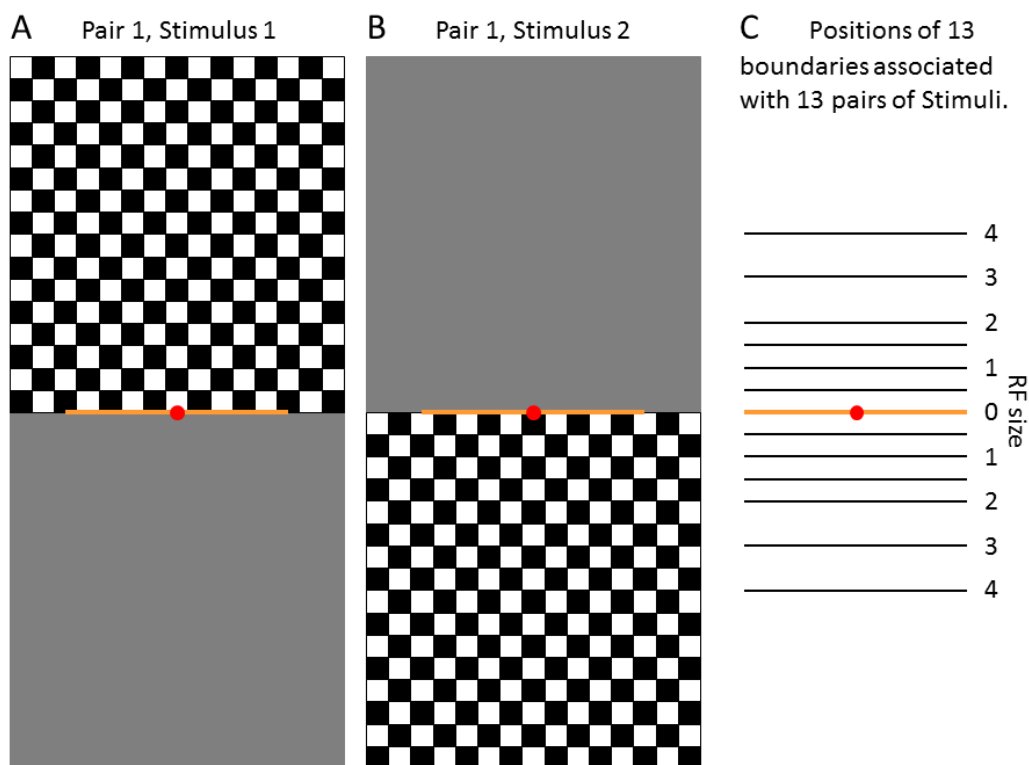 A Pair 1, Stimulus 1
B Pair 1, Stimulus 2
C Positions of 13
boundaries associated
with 13 pairs of Stimuli.
4
3
2
1
0
1
2
3
4
RF size